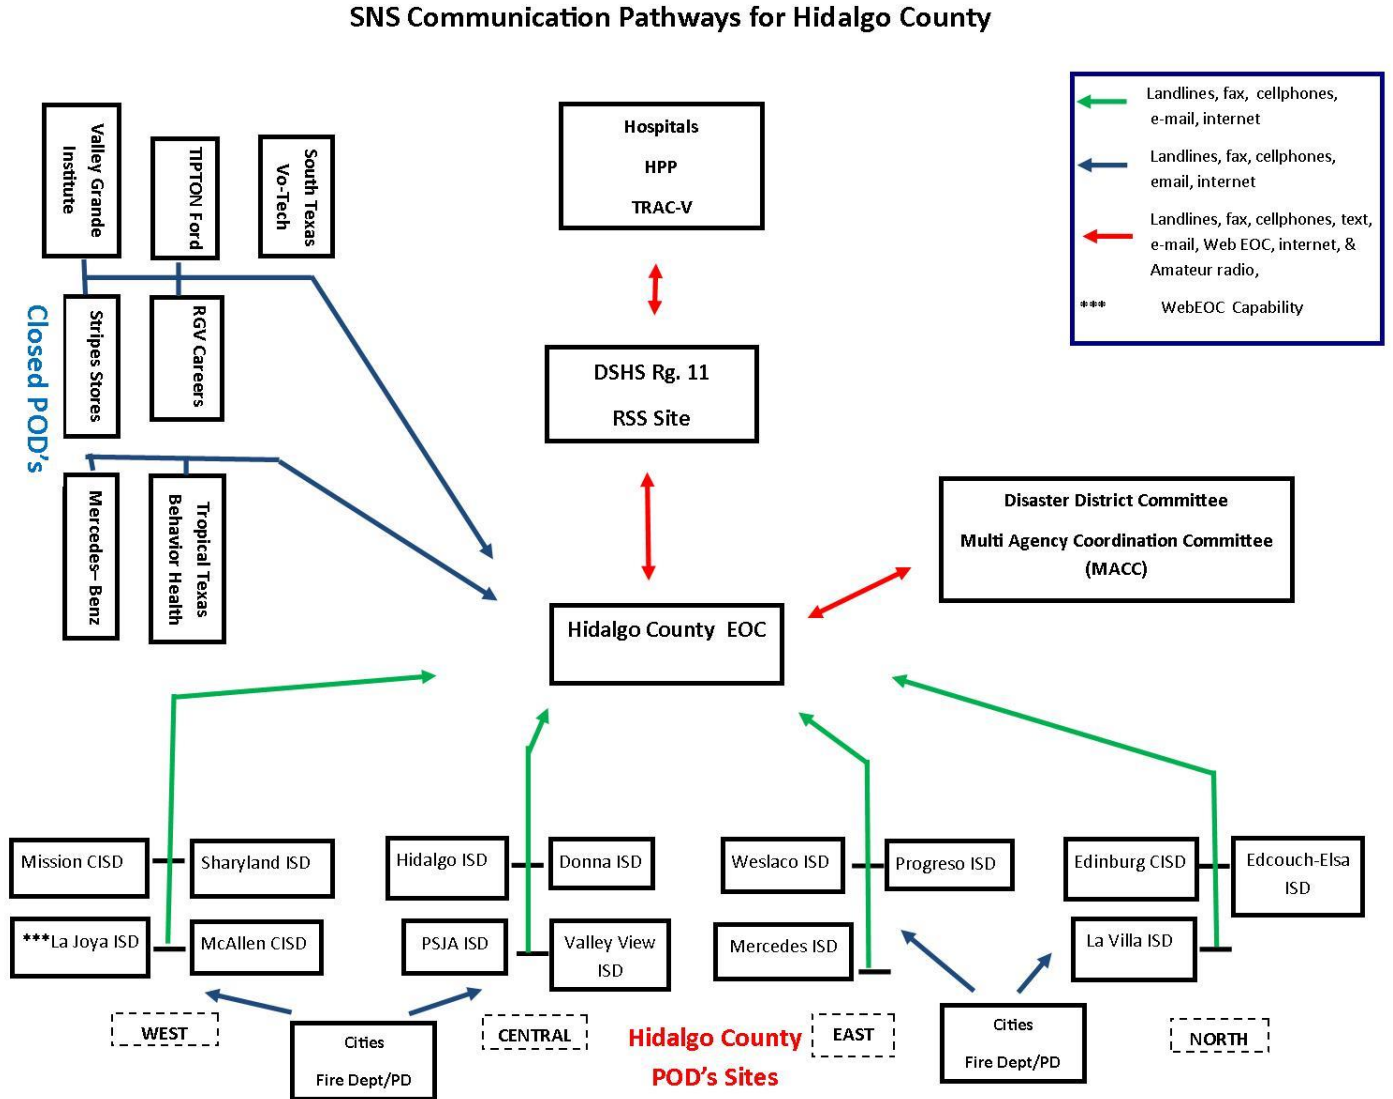 SNS Communication Pathways for Hidalgo County
Valley Grande
Institute
TIPTON Ford
South Texas
Vo-Tech
Stripes Stores
RGV Careers
Closed POD's
Mercedes– Benz
Tropical Texas
Behavior Health
Hospitals
HPP
TRAC-V
DSHS Rg. 11
RSS Site
Landlines, fax, cellphones,
e-mail, internet
Landlines, fax, cellphones,
email, internet
Landlines, fax, cellphones, text,
e-mail, Web EOC, internet, &
Amateur radio,
*** WebEOC Capability
Disaster District Committee
Multi Agency Coordination Committee
(MACC)
Hidalgo County EOC
Mission CISD
Sharyland ISD
***La Joya ISD
McAllen CISD
Hidalgo ISD
Donna ISD
PSJA ISD
Valley View
ISD
Weslaco ISD
Progreso ISD
Mercedes ISD
Edinburg CISD
Edcouch-Elsa
ISD
La Villa ISD
WEST
Cities
Fire Dept/PD
CENTRAL
Hidalgo County
POD's Sites
EAST
Cities
Fire Dept/PD
NORTH